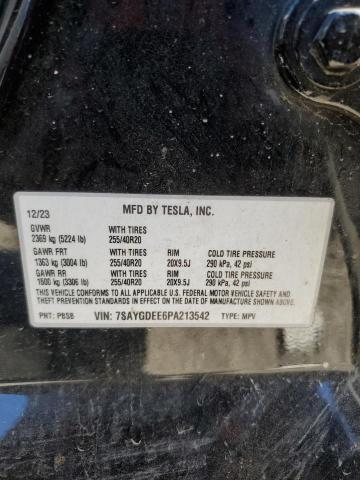 12/23 MFD BY TESLA, INC.
GVWR WITH TIRES
2369 kg (5224 lb) 255/40R20
GAWR FRT WITH TIRES RIM COLD TIRE PRESSURE
1363 kg (3004 lb) 255/40R20 20X9.5J 290 kPa, 42 psi
GAWR RR WITH TIRES RIM COLD TIRE PRESSURE
1500 kg (3306 lb) 255/40R20 20X9.5J 290 kPa, 42 psi
THIS VEHICLE CONFORMS TO ALL APPLICABLE U.S. FEDERAL MOTOR VEHICLE SAFETY AND
THEFT PREVENTION STANDARDS IN EFFECT ON THE DATE OF MANUFACTURE SHOWN ABOVE.
PNT: PBSB VIN: 7SAYGDEE6PA213542 TYPE: MPV